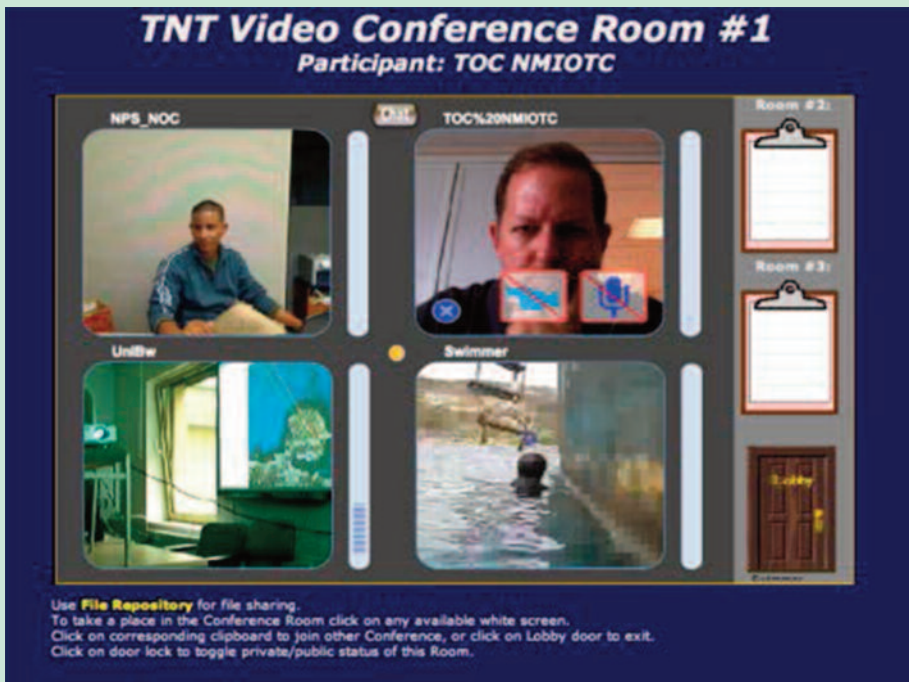 TNT Video Conference Room #1
Participant: TOC NMIOTC
Room #2:
NPS_NOC
Chat
TOC%20NMIOTC
Room #3:
UniBw
Swimmer
Lobby
Swimmer
Use File Repository for file sharing.
To take a place in the Conference Room click on any available white screen.
Click on corresponding clipboard to join other Conference, or click on Lobby door to exit.
Click on door lock to toggle private/public status of this Room.